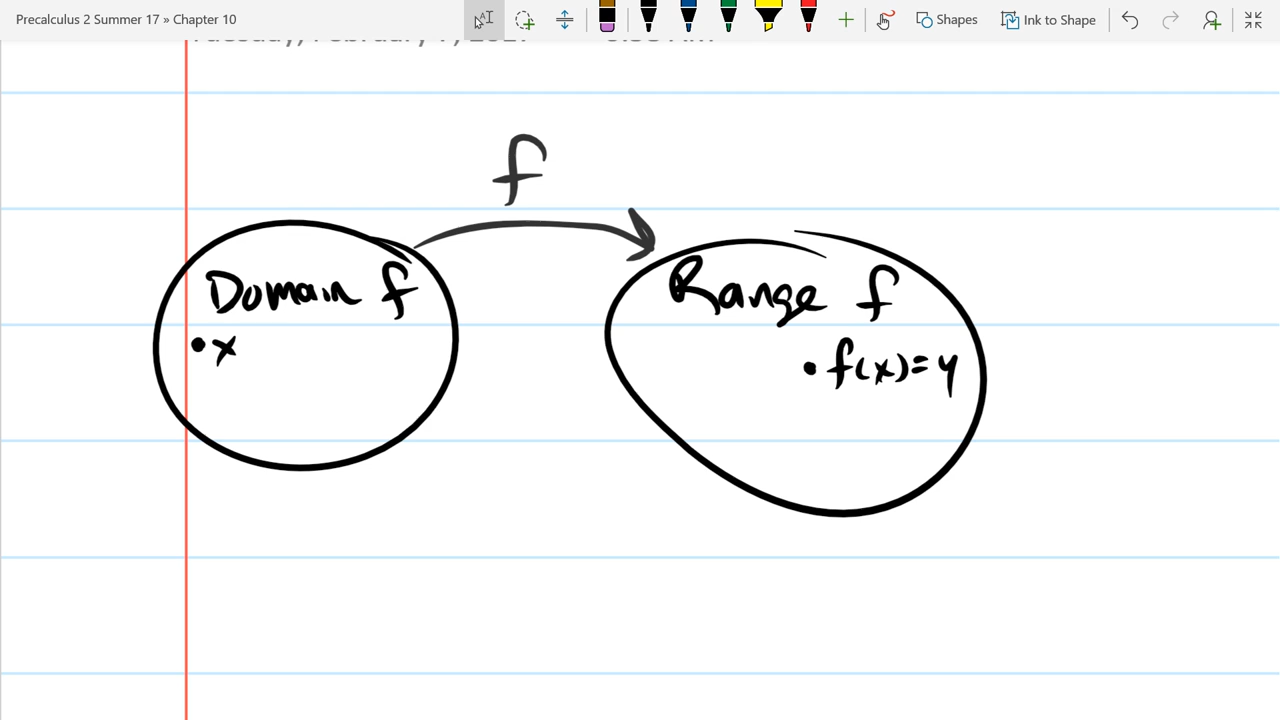 Precalculus 2 Summer 17 » Chapter 10
Shapes
Ink to Shape
f
Domain f
Range f
•x
•f(x)=y